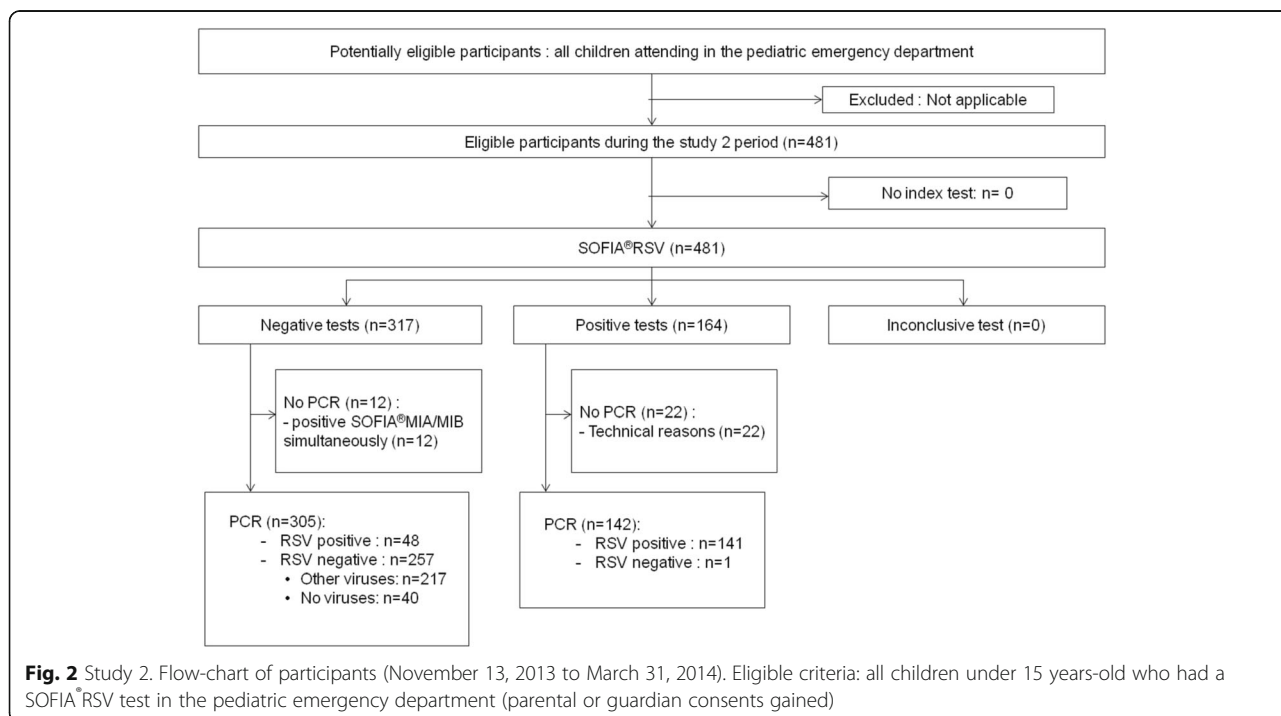 Potentially eligible participants : all children attending in the pediatric emergency department
Excluded : Not applicable
Eligible participants during the study 2 period (n=481)
No index test: n= 0
SOFIA®RSV (n=481)
Negative tests (n=317)
Positive tests (n=164)
Inconclusive test (n=0)
No PCR (n=12) :
- positive SOFIA®MIA/MIB
simultaneously (n=12)
No PCR (n=22) :
- Technical reasons (n=22)
PCR (n=305):
- RSV positive : n=48
- RSV negative : n=257
• Other viruses: n=217
• No viruses: n=40
PCR (n=142):
- RSV positive : n=141
- RSV negative : n=1
Fig. 2 Study 2. Flow-chart of participants (November 13, 2013 to March 31, 2014). Eligible criteria: all children under 15 years-old who had a
SOFIA®RSV test in the pediatric emergency department (parental or guardian consents gained)